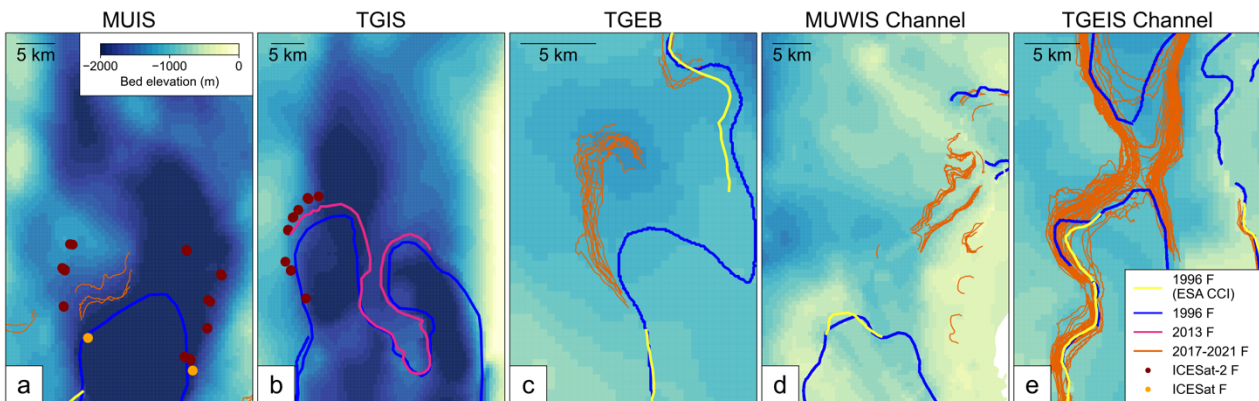 MUIS
TGIS
TGEB
MUWIS Channel
TGEIS Channel
5 km
−2000 −1000 0
Bed elevation (m)
5 km
5 km
5 km
5 km
a
b
c
d
e
1996 F
(ESA CCI)
1996 F
2013 F
2017-2021 F
ICESat-2 F
ICESat F